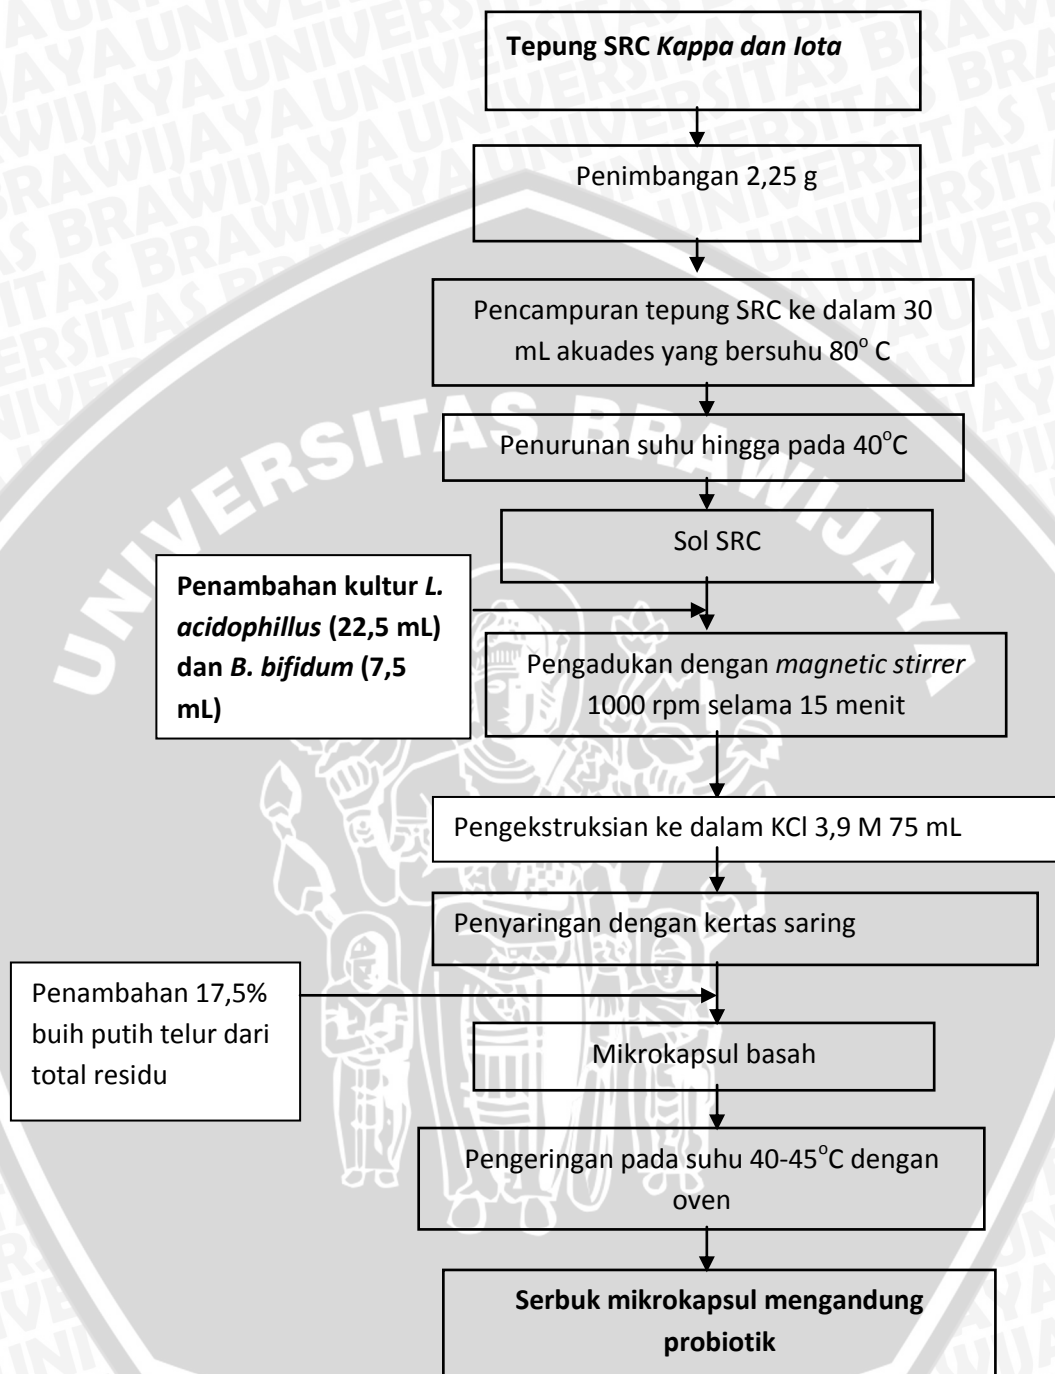 Tepung SRC Kappa dan Iota
Penimbangan 2,25 g
Pencampuran tepung SRC ke dalam 30
mL akuades yang bersuhu 80° C
Penurunan suhu hingga pada 40°C
Sol SRC
Penambahan kultur L.
acidophillus (22,5 mL)
dan B. bifidum (7,5
mL)
Pengadukan dengan magnetic stirrer
1000 rpm selama 15 menit
Pengekstruksian ke dalam KCl 3,9 M 75 mL
Penyaringan dengan kertas saring
Penambahan 17,5%
buih putih telur dari
total residu
Mikrokapsul basah
Pengeringan pada suhu 40-45°C dengan
oven
Serbuk mikrokapsul mengandung
probiotik
UNIVERSITAS BRAWIJAYA